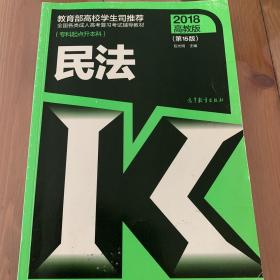 教育部高校学生司推荐
全国各类成人高考复习考试辅导教材
（专科起点升本科）
2018
高教版
（第15版）
主编
民法
高等教育出版社